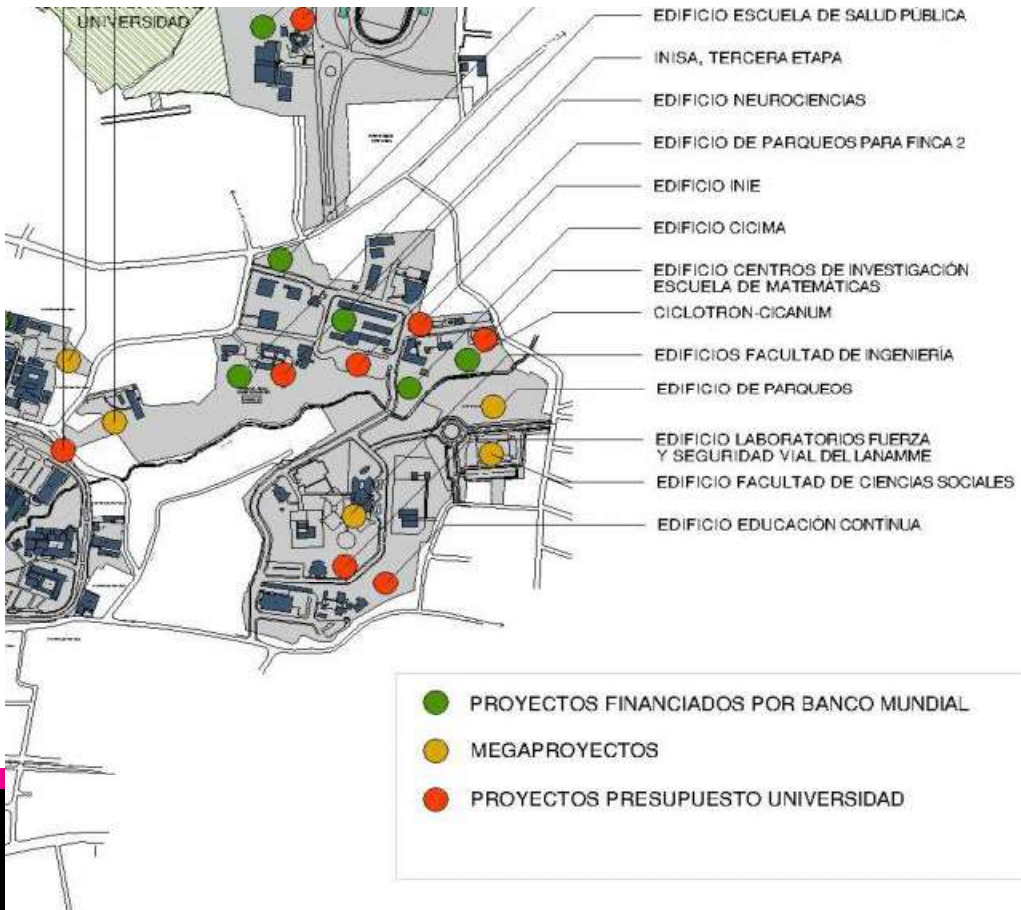 UNIVERSIDAD
EDIFICIO ESCUELA DE SALUD PÚBLICA
INISA, TERCERA ETAPA
EDIFICIO NEUROCIENCIAS
EDIFICIO DE PARQUEOS PARA FINCA 2
EDIFICIO INIE
EDIFICIO CICIMA
EDIFICIO CENTROS DE INVESTIGACIÓN
ESCUELA DE MATEMÁTICAS
CICLOTRON-CICANUM
EDIFICIOS FACULTAD DE INGENIERÍA
EDIFICIO DE PARQUEOS
EDIFICIO LABORATORIOS FUERZA
Y SEGURIDAD VIAL DEL LANAMME
EDIFICIO FACULTAD DE CIENCIAS SOCIALES
EDIFICIO EDUCACIÓN CONTÍNUA
PROYECTOS FINANCIADOS POR BANCO MUNDIAL
MEGAPROYECTOS
PROYECTOS PRESUPUESTO UNIVERSIDAD